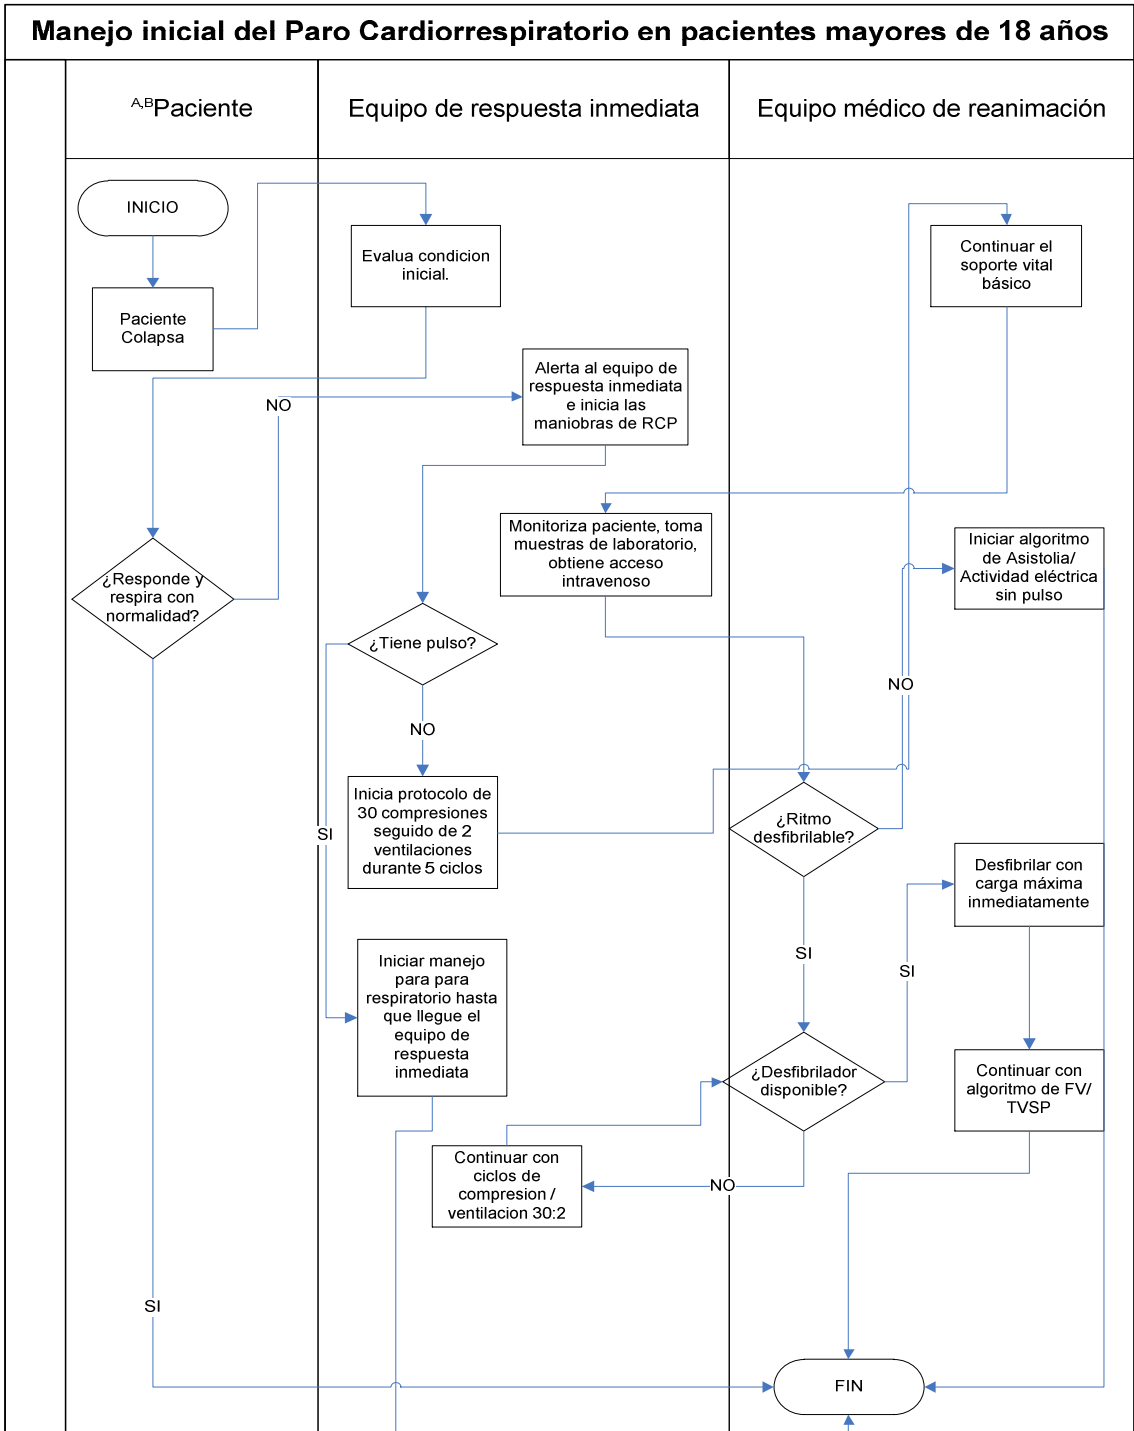 Manejo inicial del Paro Cardiorrespiratorio en pacientes mayores de 18 años
A,BPaciente
Equipo de respuesta inmediata
Equipo médico de reanimación
INICIO
Paciente
Colapsa
Evalua condicion
inicial.
Continuar el
soporte vital
básico
Alerta al equipo de
respuesta inmediata
e inicia las
maniobras de RCP
NO
Monitoriza paciente, toma
muestras de laboratorio,
obtiene acceso
intravenoso
Iniciar algoritmo
de Asistolia/
Actividad eléctrica
sin pulso
¿Responde y
respira con
normalidad?
¿Tiene pulso?
NO
NO
Inicia protocolo de
30 compresiones
seguido de 2
ventilaciones
durante 5 ciclos
SI
¿Ritmo
desfibrilable?
Desfibrilar con
carga máxima
inmediatamente
SI
SI
Iniciar manejo
para para
respiratorio hasta
que llegue el
equipo de
respuesta
inmediata
¿Desfibrilador
disponible?
Continuar con
algoritmo de FV/
TVSP
Continuar con
ciclos de
compresion /
ventilacion 30:2
NO
SI
FIN